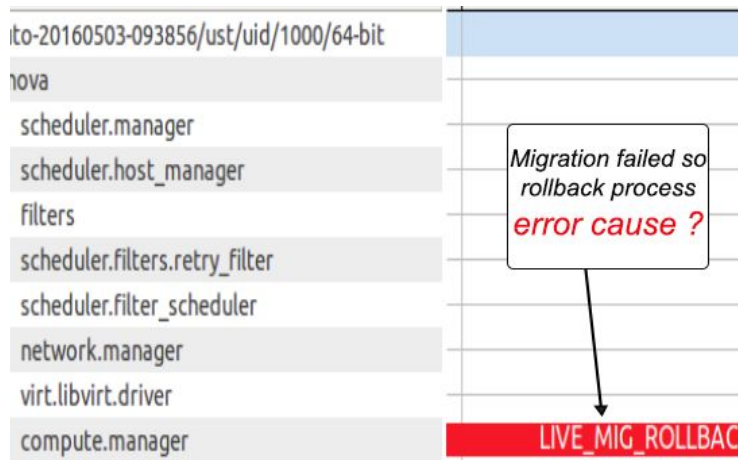 to-20160503-093856/ust/uid/1000/64-bit
nova
scheduler.manager
scheduler.host_manager
filters
scheduler.filters.retry_filter
scheduler.filter_scheduler
network.manager
virt.libvirt.driver
compute.manager
Migration failed so
rollback process
error cause ?
LIVE_MIG_ROLLBAC